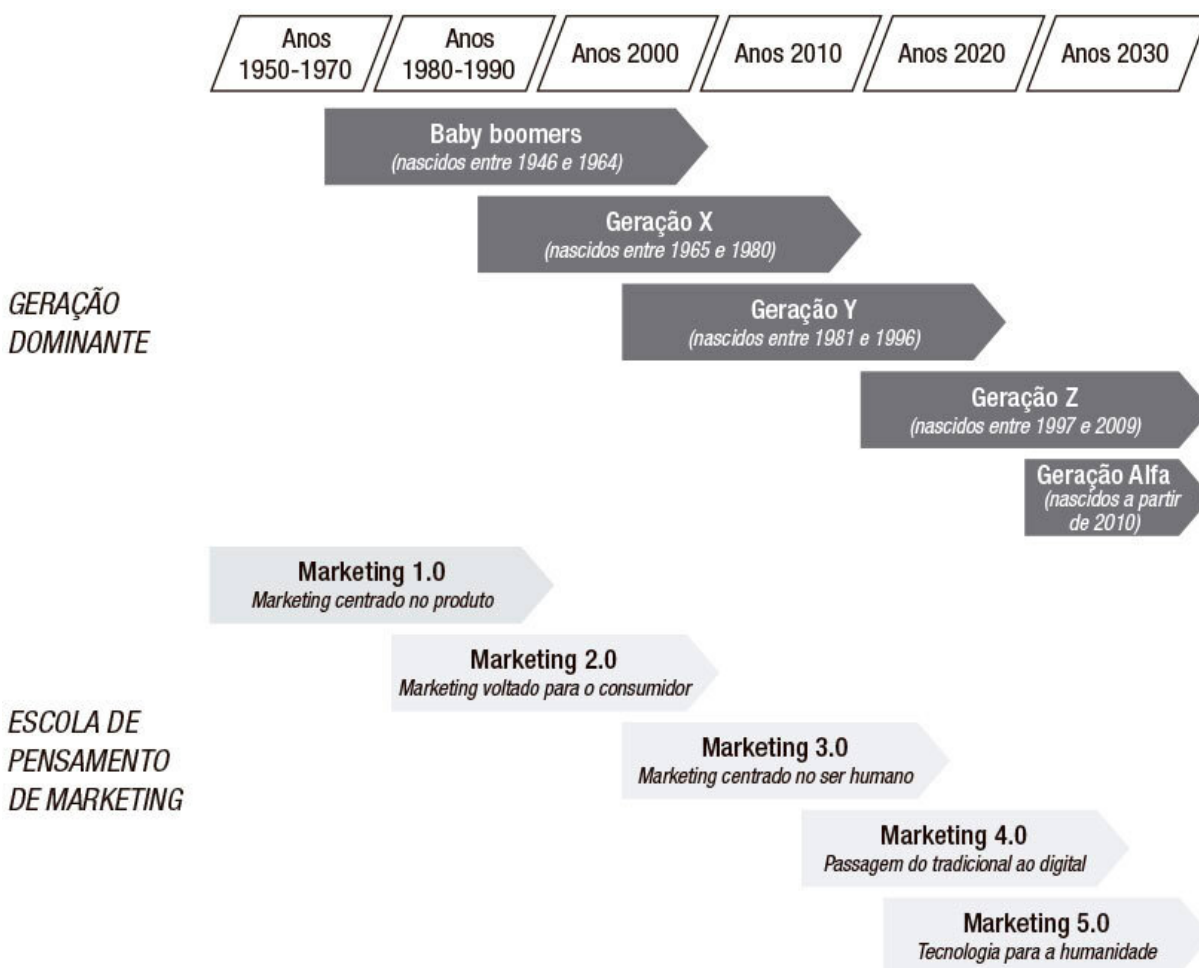 Anos
1950-1970
Anos
1980-1990
Anos 2000
Anos 2010
Anos 2020
Anos 2030
Baby boomers
(nascidos entre 1946 e 1964)
Geração X
(nascidos entre 1965 e 1980)
GERAÇÃO
DOMINANTE
Geração Y
(nascidos entre 1981 e 1996)
Geração Z
(nascidos entre 1997 e 2009)
Geração Alfa
(nascidos a partir
de 2010)
Marketing 1.0
Marketing centrado no produto
Marketing 2.0
Marketing voltado para o consumidor
ESCOLA DE
PENSAMENTO
DE MARKETING
Marketing 3.0
Marketing centrado no ser humano
Marketing 4.0
Passagem do tradicional ao digital
Marketing 5.0
Tecnologia para a humanidade